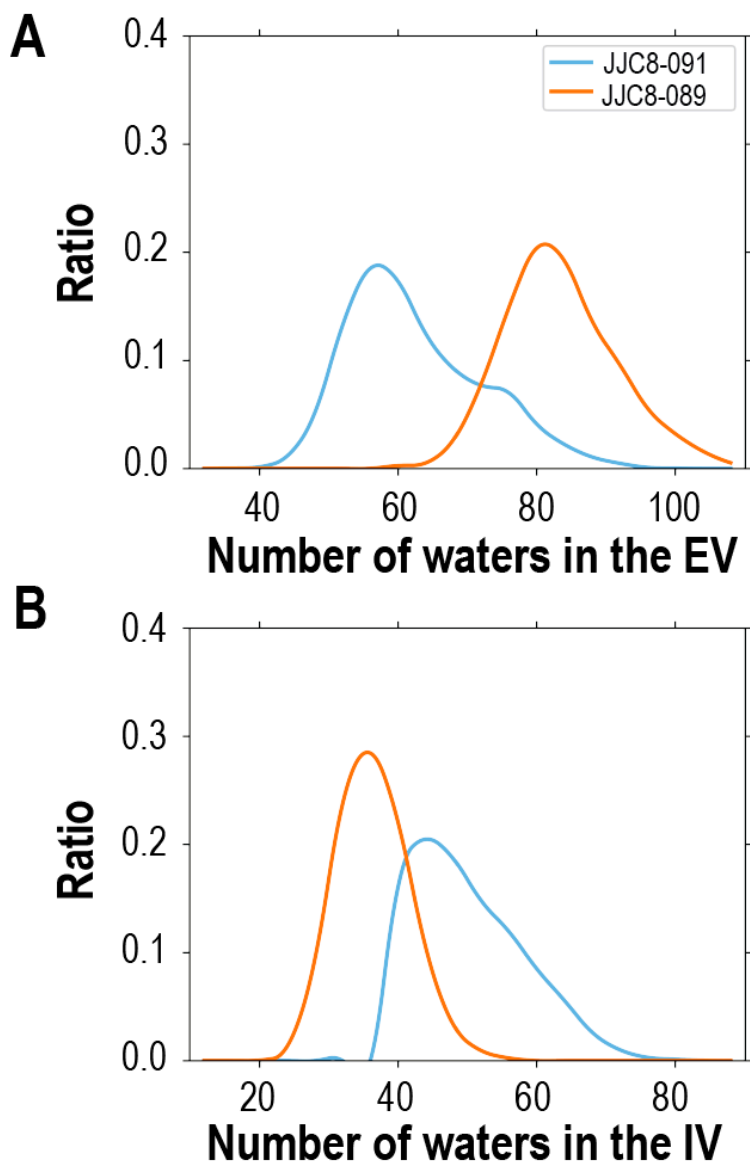 A
0.4
0.3
0.2
0.1
0.0
Ratio
JJC8-091
JJC8-089
40 60 80 100
Number of waters in the EV
B
0.4
0.3
0.2
0.1
0.0
Ratio
20 40 60 80
Number of waters in the IV